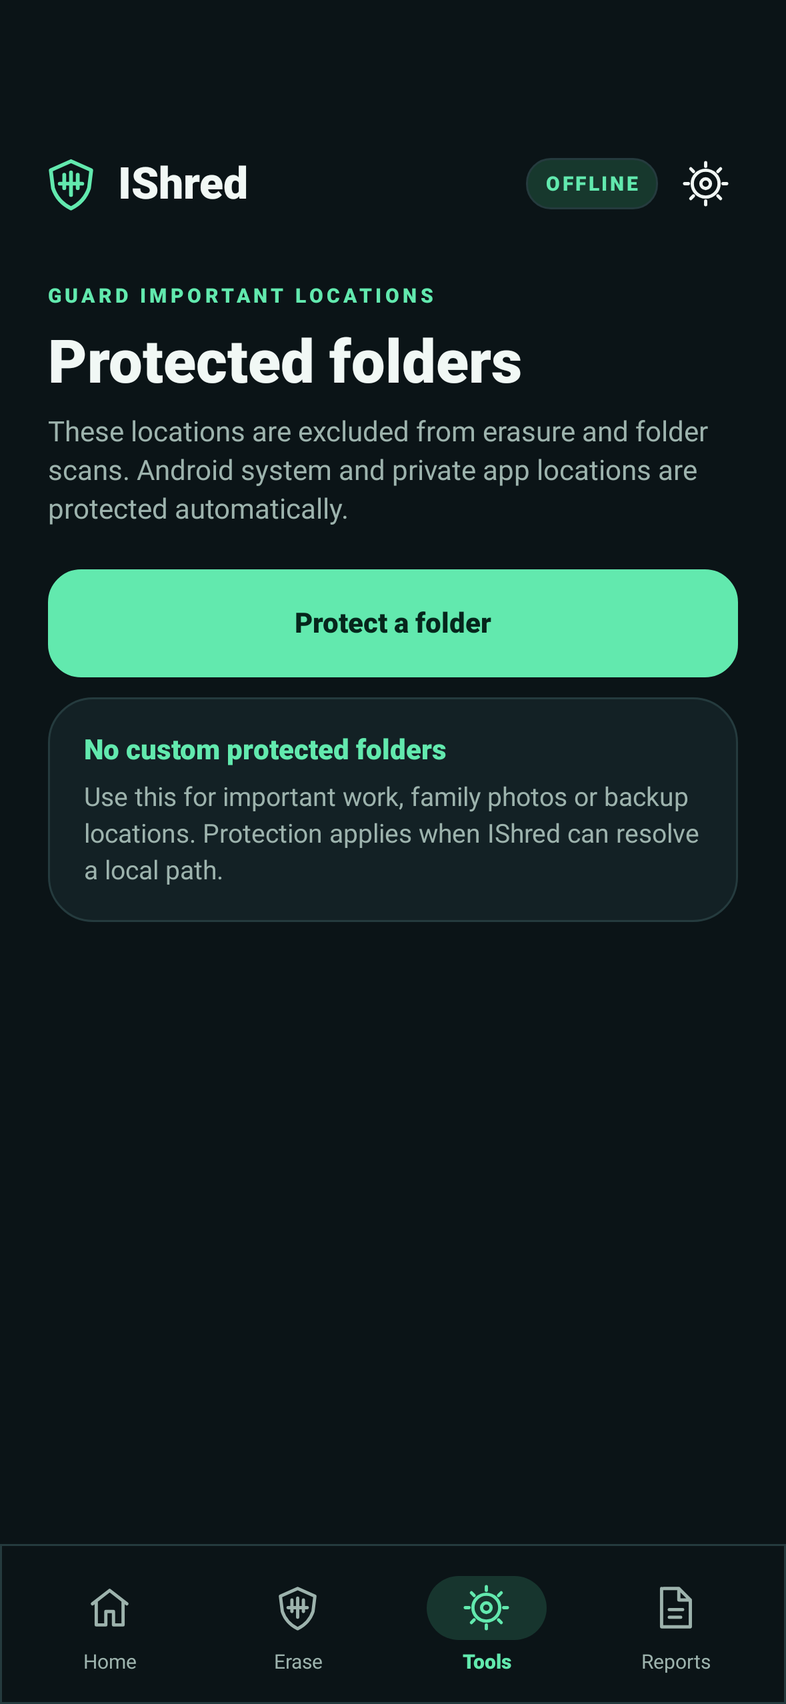 IShred
OFFLINE
GUARD IMPORTANT LOCATIONS
Protected folders
These locations are excluded from erasure and folder
scans. Android system and private app locations are
protected automatically.
Protect a folder
No custom protected folders
Use this for important work, family photos or backup
locations. Protection applies when IShred can resolve
a local path.
Home
Erase
Tools
Reports